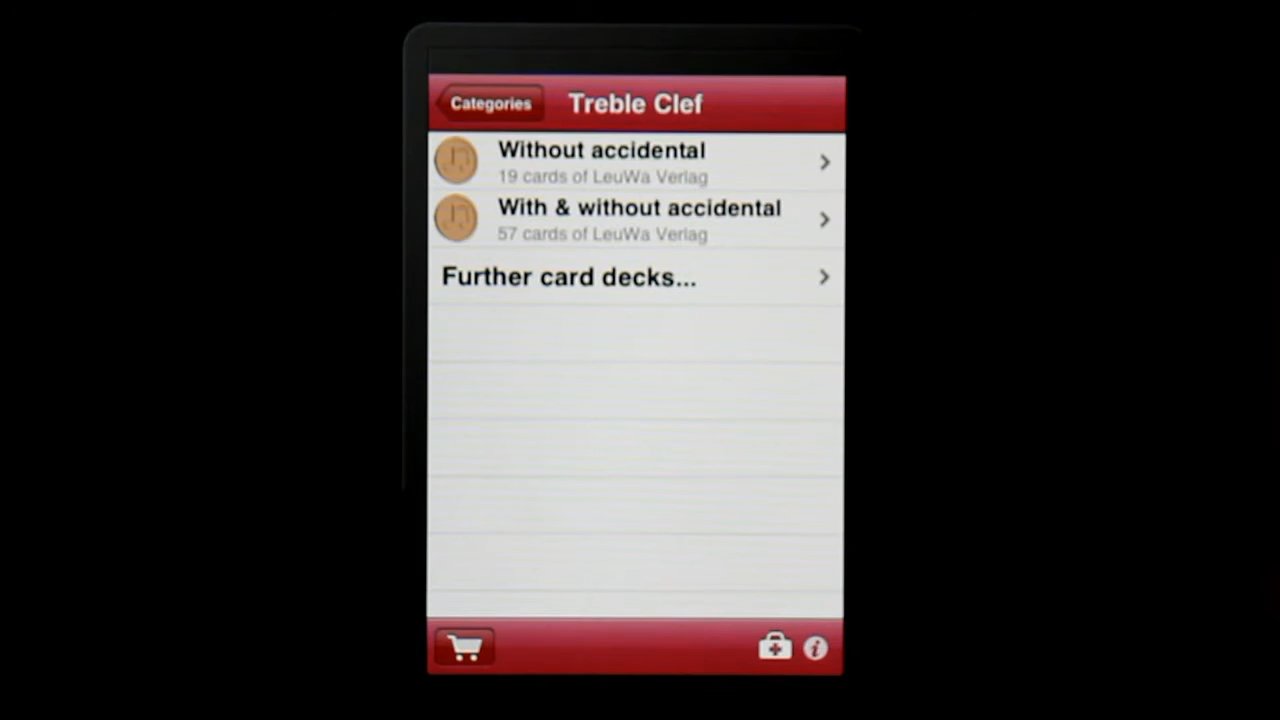 Categories
Treble Clef
Without accidental
19 cards of LeuWa Verlag
With & without accidental
57 cards of LeuWa Verlag
Further card decks...